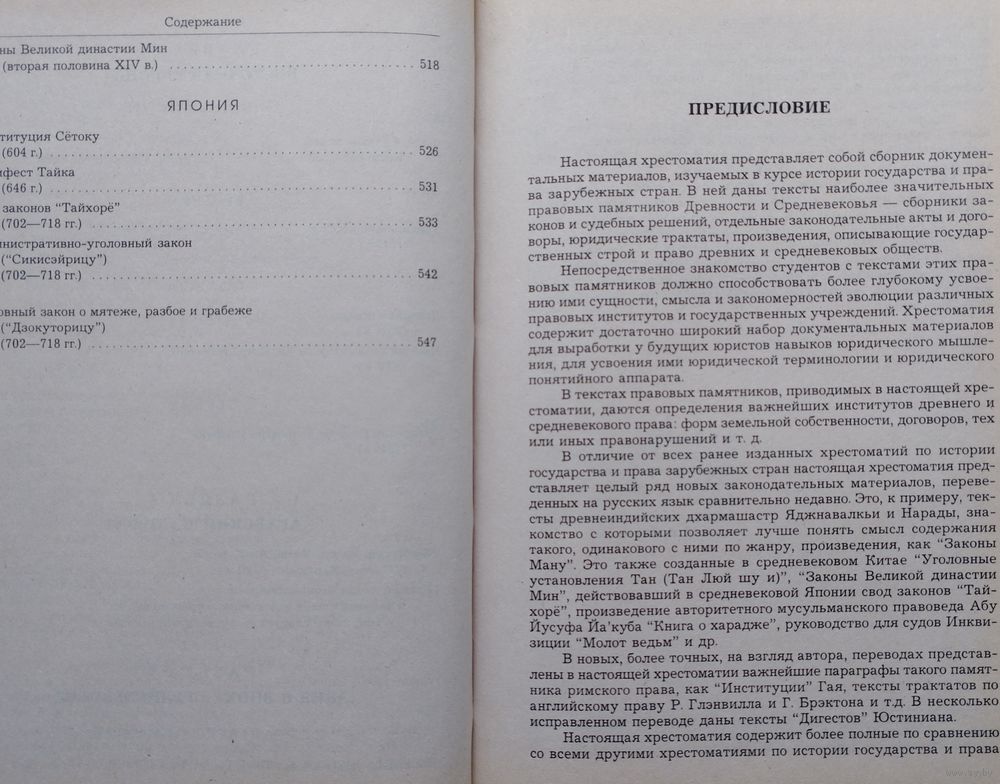 Содержание
ны Великой династии Мин
(вторая половина XIV в.) . . . . . . . . . . . . . . . . . . . . . . . . . . . . . . 518
ЯПОНИЯ
титуция Сётоку
(604 г.) . . . . . . . . . . . . . . . . . . . . . . . . . . . . . . . . . . . . . . . . 526
ифест Тайка
(646 г.) . . . . . . . . . . . . . . . . . . . . . . . . . . . . . . . . . . . . . . . . 531
законов “Тайхорё”
(702—718 гг.) . . . . . . . . . . . . . . . . . . . . . . . . . . . . . . . . . . . 533
инистративно-уголовный закон
(“Сикисэйрицу”)
(702—718 гг.) . . . . . . . . . . . . . . . . . . . . . . . . . . . . . . . . . . . 542
овный закон о мятеже, разбое и грабеже
(“Дзокуторицу”)
(702—718 гг.) . . . . . . . . . . . . . . . . . . . . . . . . . . . . . . . . . . . 547
ПРЕДИСЛОВИЕ
Настоящая хрестоматия представляет собой сборник докумен-
тальных материалов, изучаемых в курсе истории государства и пра-
ва зарубежных стран. В ней даны тексты наиболее значительных
правовых памятников Древности и Средневековья — сборники за-
конов и судебных решений, отдельные законодательные акты и дого-
воры, юридические трактаты, произведения, описывающие государ-
ственных строй и право древних и средневековых обществ.
Непосредственное знакомство студентов с текстами этих пра-
вовых памятников должно способствовать более глубокому усвое-
нию ими сущности, смысла и закономерностей эволюции различных
правовых институтов и государственных учреждений. Хрестоматия
содержит достаточно широкий набор документальных материалов
для выработки у будущих юристов навыков юридического мышле-
ния, для усвоения ими юридической терминологии и юридического
понятийного аппарата.
В текстах правовых памятников, приводимых в настоящей хре-
стоматии, даются определения важнейших институтов древнего и
средневекового права: форм земельной собственности, договоров, тех
или иных правонарушений и т. д.
В отличие от всех ранее изданных хрестоматий по истории
государства и права зарубежных стран настоящая хрестоматия пред-
ставляет целый ряд новых законодательных материалов, переве-
денных на русских язык сравнительно недавно. Это, к примеру, тек-
сты древнеиндийских дхармашастр Яджнавалкьи и Нарады, зна-
комство с которыми позволяет лучше понять смысл содержания
такого, одинакового с ними по жанру, произведения, как “Законы
Ману”. Это также созданные в средневековом Китае “Уголовные
установления Тан (Тан Люй шу и)”, “Законы Великой династии
Мин”, действовавший в средневековой Японии свод законов “Тай-
хорё”, произведение авторитетного мусульманского правоведа Абу
Йусуфа Йа’куба “Книга о харадже”, руководство для судов Инкви-
зиции “Молот ведьм” и др.
В новых, более точных, на взгляд автора, переводах представ-
лены в настоящей хрестоматии важнейшие параграфы такого памят-
ника римского права, как “Институции” Гая, тексты трактатов по
английскому праву Р. Глэнвилла и Г. Брэктона и т.д. В несколько
исправленном переводе даны тексты “Дигестов” Юстиниана.
Настоящая хрестоматия содержит более полные по сравнению
со всеми другими хрестоматиями по истории государства и права